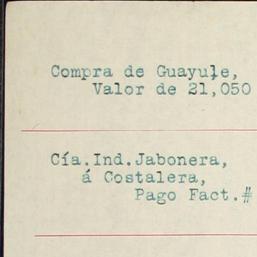 Compra de Guayule,
Valor de 21,050
Cía.Ind.Jabonera,
á Costalera,
Pago Fact.#